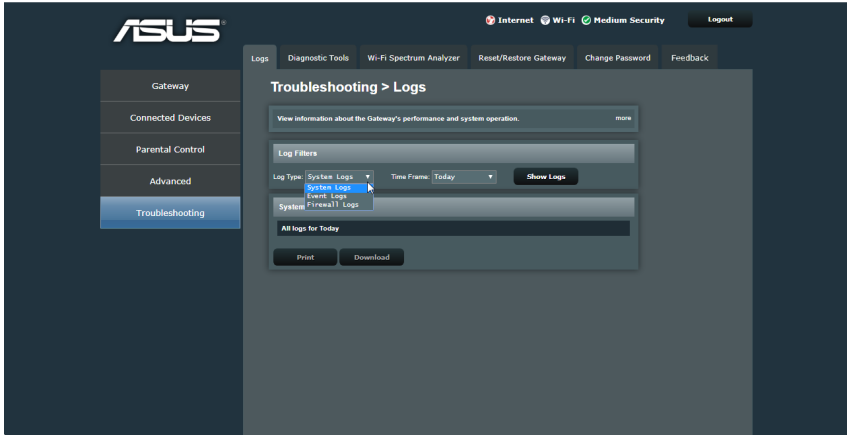 ASUS
Internet Wi-Fi Medium Security Logout
Logs Diagnostic Tools Wi-Fi Spectrum Analyzer Reset/Restore Gateway Change Password Feedback
Gateway
Connected Devices
Parental Control
Advanced
Troubleshooting
Troubleshooting > Logs
View information about the Gateway's performance and system operation. more
Log Filters
Log Type: System Logs Time Frame: Today Show Logs
System Logs
Event Logs
Firewall Logs
System
All logs for Today
Print Download